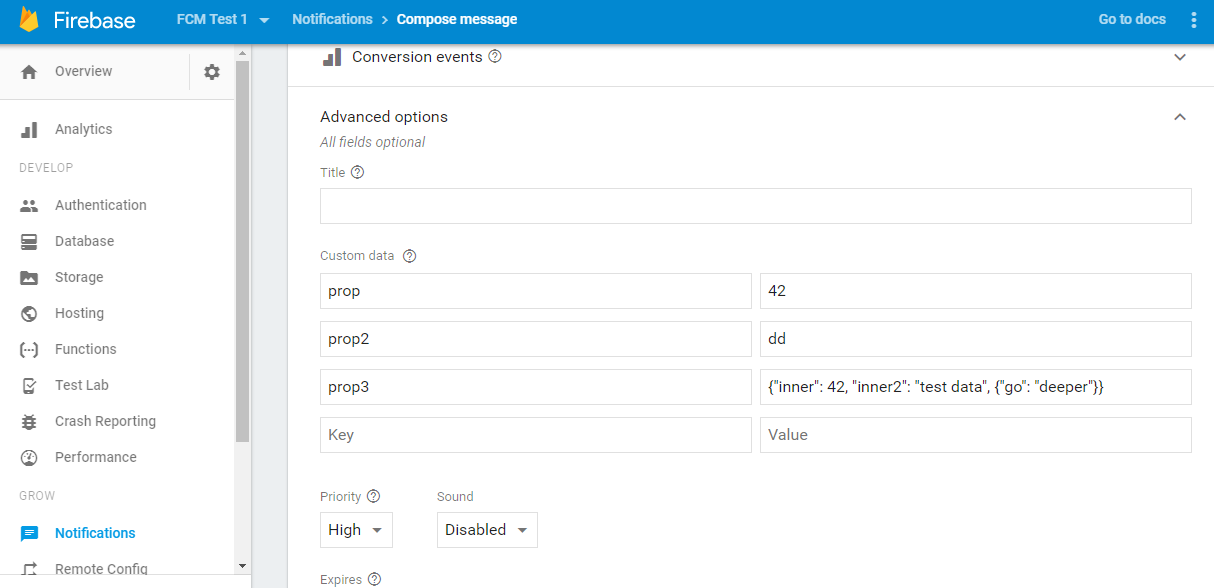 Firebase
FCM Test 1
Notifications > Compose message
Go to docs
Overview
Analytics
DEVELOP
Authentication
Database
Storage
Hosting
Functions
Test Lab
Crash Reporting
Performance
GROW
Notifications
Remote Config
Conversion events ?
Advanced options
All fields optional
Title ?
Custom data ?
prop 42
prop2 dd
prop3 {"inner": 42, "inner2": "test data", {"go": "deeper"}}
Key Value
Priority ? Sound
High Disabled
Expires ?